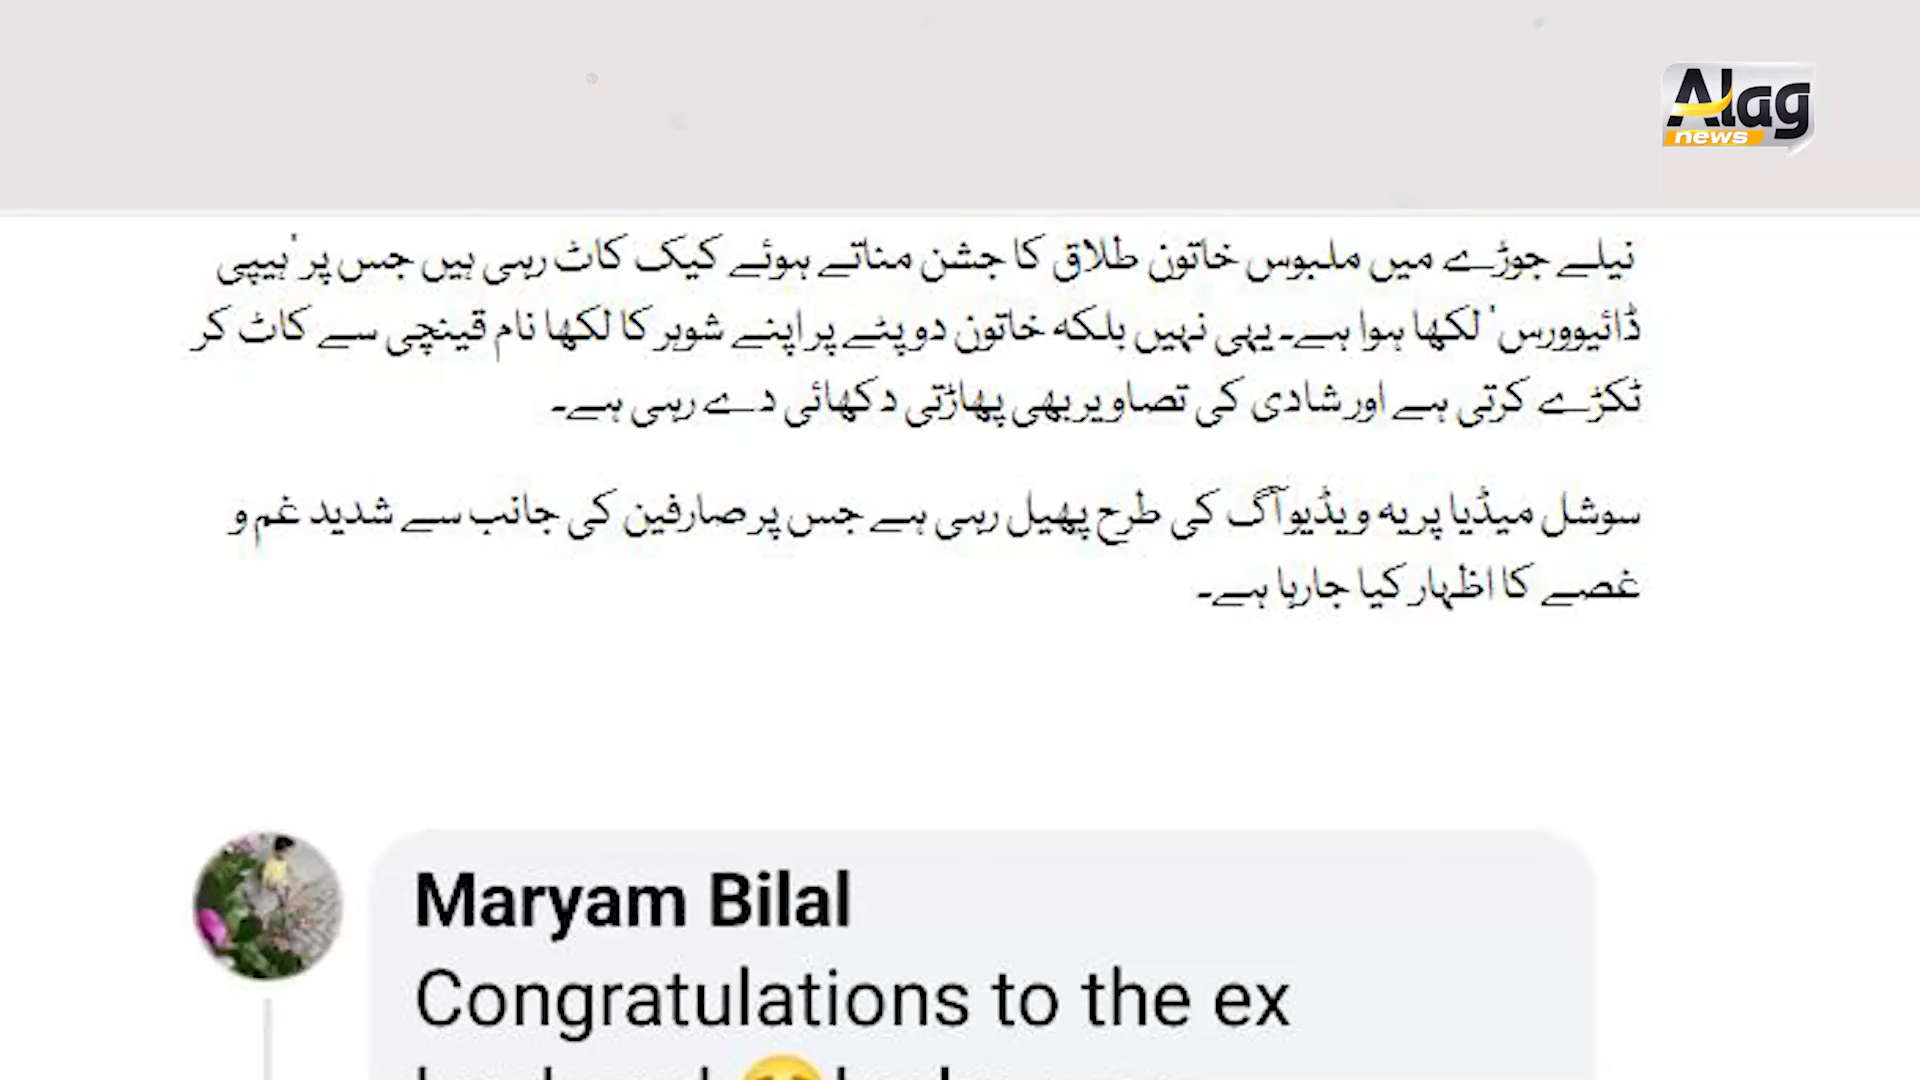 Alag
news
نیلے جوڑے میں ملبوس خاتون طلاق کا جشن مناتے ہوئے کیک کاٹ رہی ہیں جس پر 'ہیپی
ڈائیوورس' لکھا ہوا ہے۔ یہی نہیں بلکہ خاتون دوپٹے پر اپنے شوہر کا لکھا نام قینچی سے کاٹ کر
ٹکڑے کرتی ہے اور شادی کی تصاویر بھی پھاڑتی دکھائی دے رہی ہے۔
سوشل میڈیا پر یہ ویڈیو آگ کی طرح پھیل رہی ہے جس پر صارفین کی جانب سے شدید غم و
غصے کا اظہار کیا جارہا ہے۔
Maryam Bilal
Congratulations to the ex